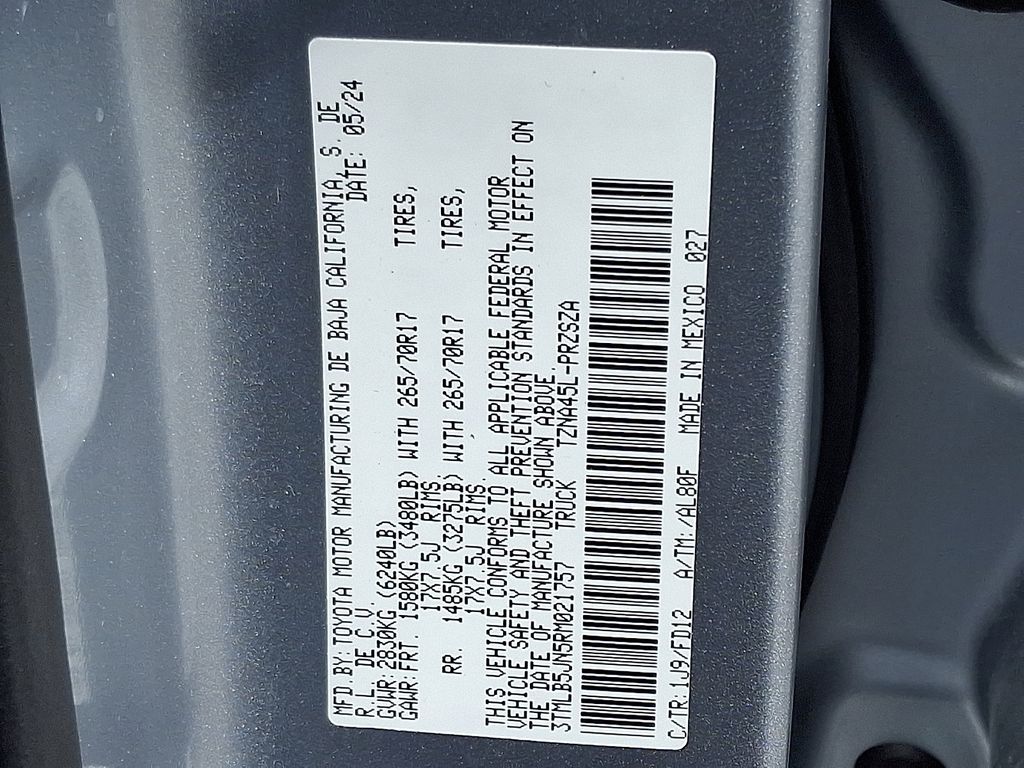 MFD.BY: TOYOTA MOTOR MANUFACTURING DE BAJA CALIFORNIA, S. DE
R.L. DE C.V. DATE: 05/24
GVWR: 2830KG (6240LB)
GAWR: FRT. 1580KG (3480LB) WITH 265/70R17 TIRES,
17X7.5J RIMS.
RR. 1485KG (3275LB) WITH 265/70R17 TIRES,
17X7.5J RIMS.
THIS VEHICLE CONFORMS TO ALL APPLICABLE FEDERAL MOTOR
VEHICLE SAFETY AND THEFT PREVENTION STANDARDS IN EFFECT ON
THE DATE OF MANUFACTURE SHOWN ABOVE.
3TMLB5JN5RM021757 TRUCK TZNA45L-PRZSZA
C/TR: 1J9/FD12 A/TM: /AL80F MADE IN MEXICO 027